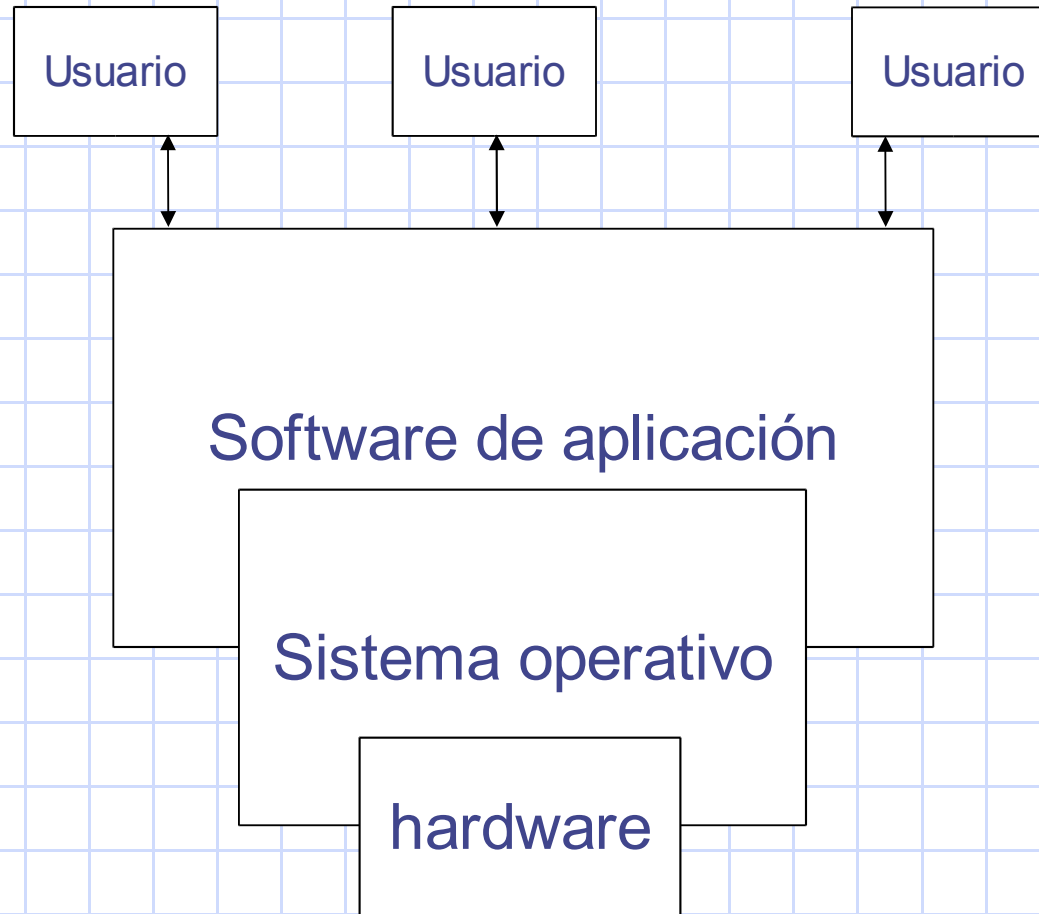 Usuario
Usuario
Usuario
Software de aplicación
Sistema operativo
hardware